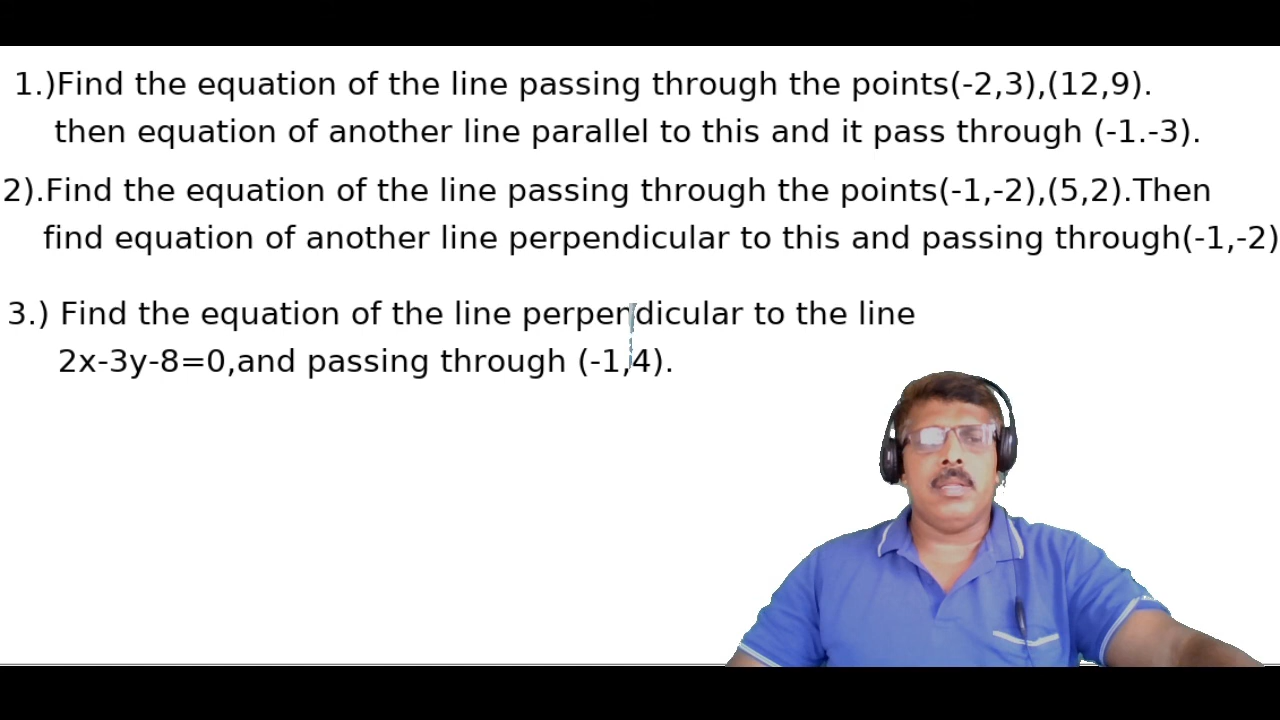 1.)Find the equation of the line passing through the points(-2,3),(12,9).
then equation of another line parallel to this and it pass through (-1.-3).
2).Find the equation of the line passing through the points(-1,-2),(5,2).Then
find equation of another line perpendicular to this and passing through(-1,-2)
3.) Find the equation of the line perpendicular to the line
2x-3y-8=0,and passing through (-1,4).